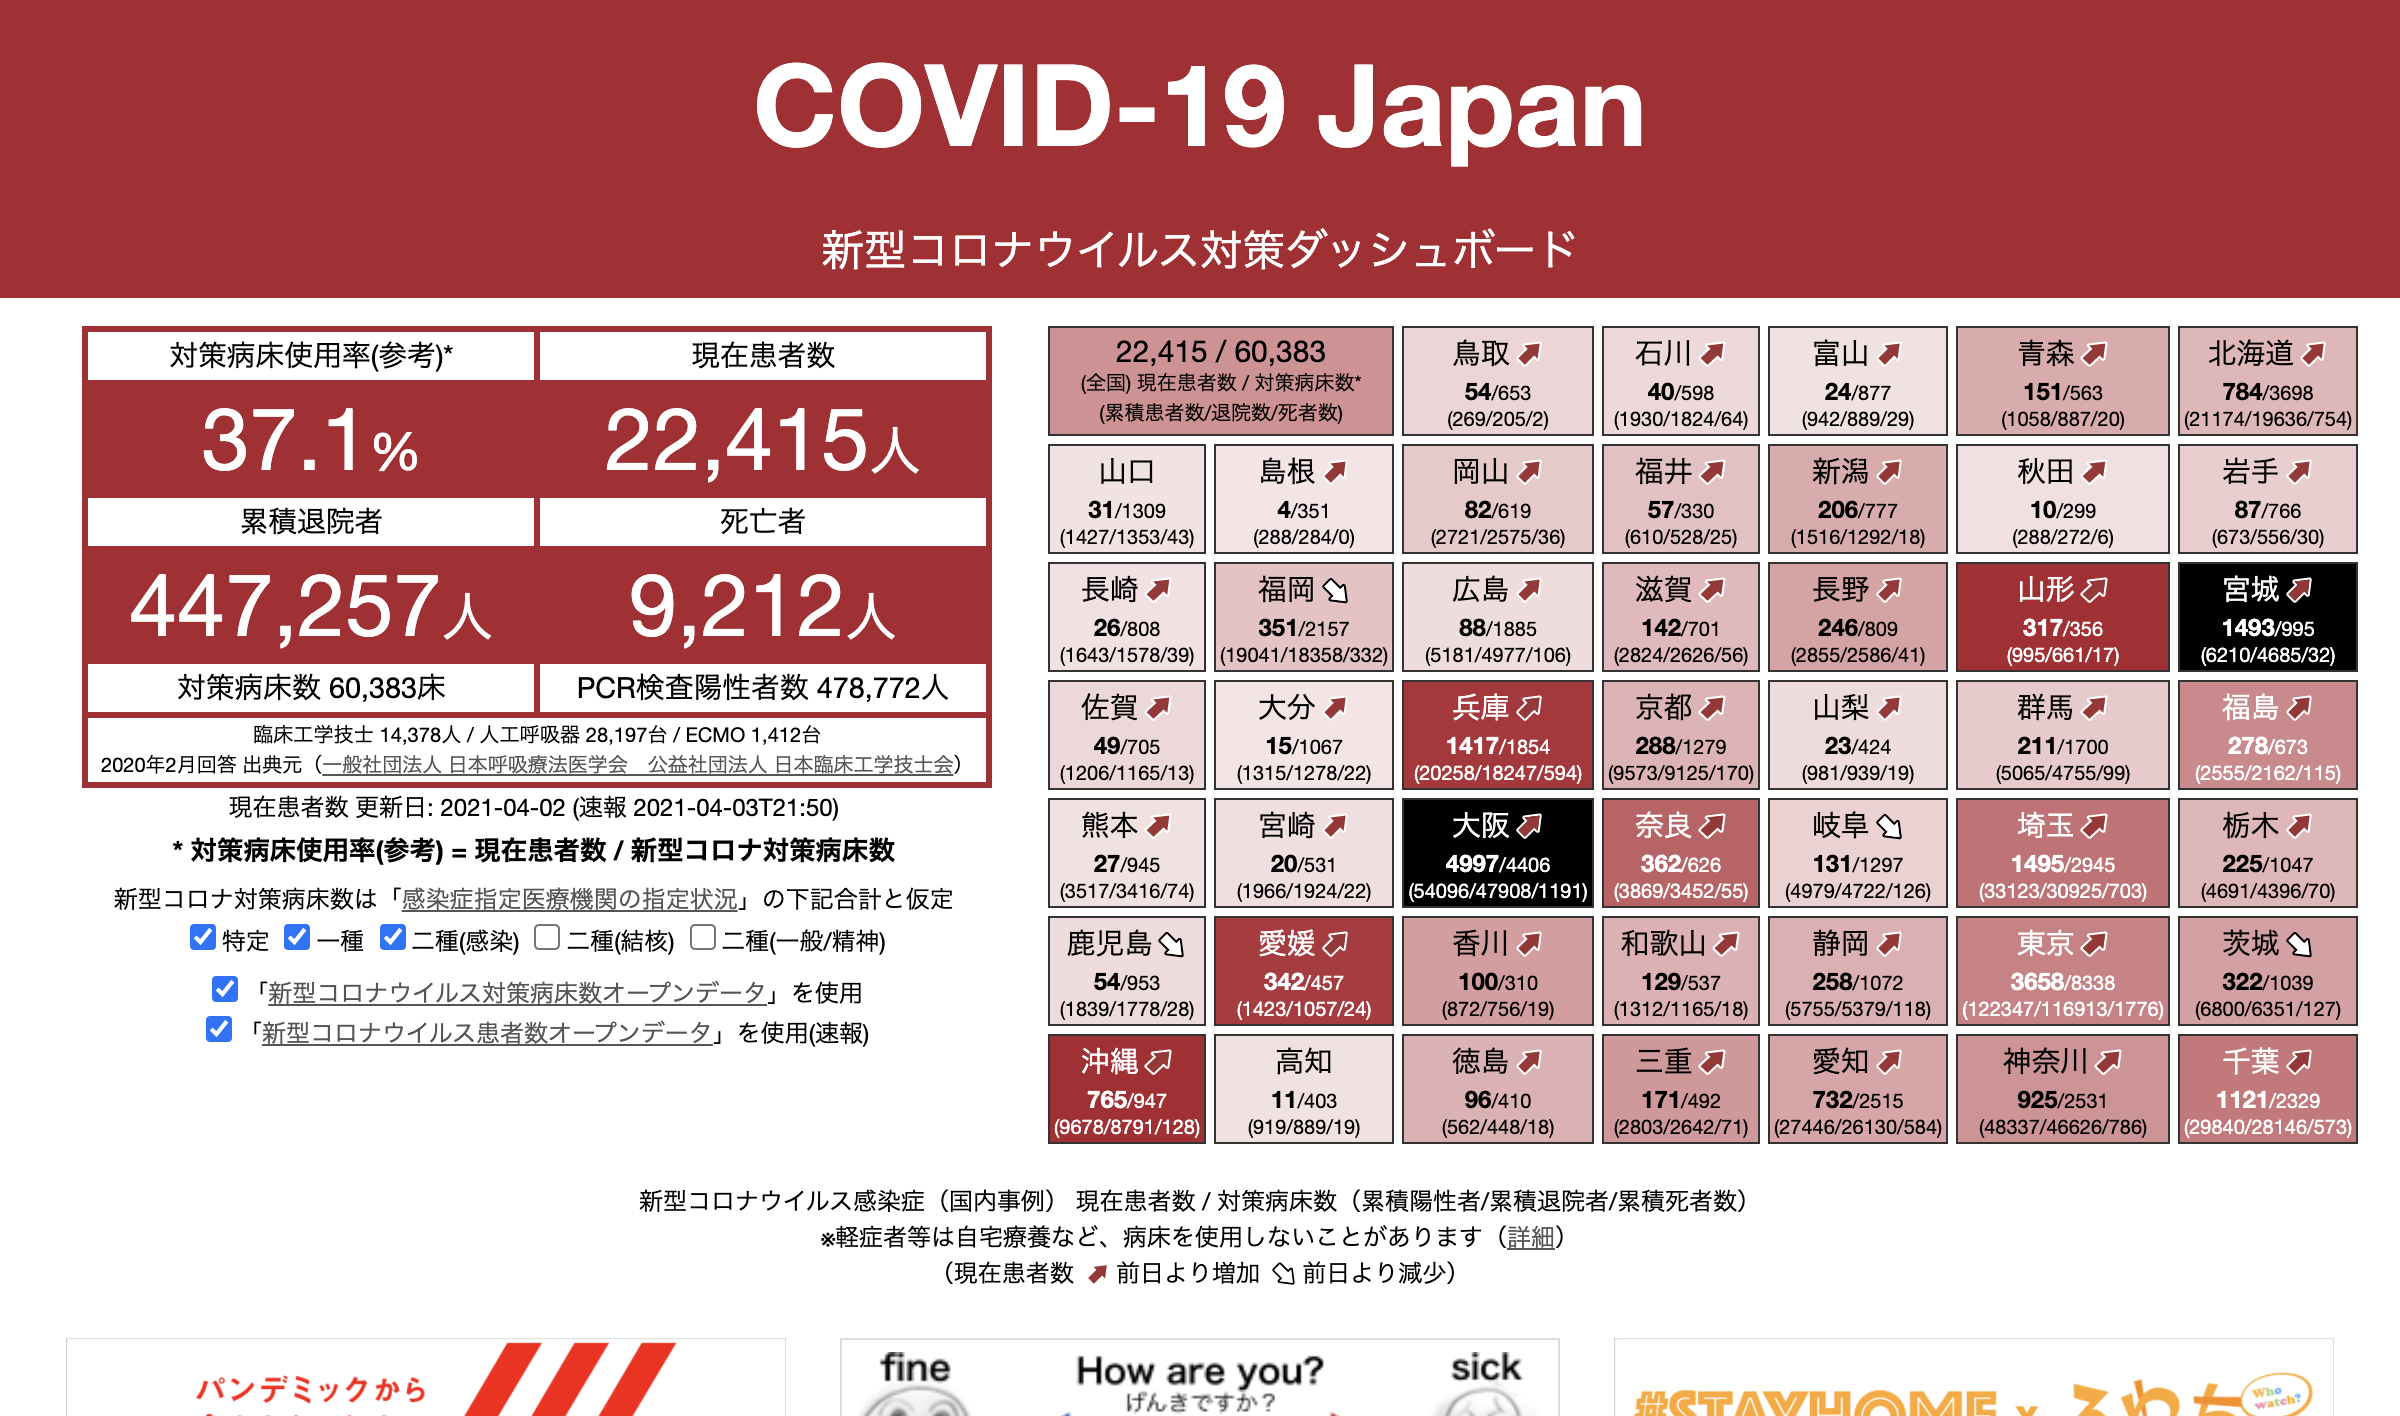 COVID-19 Japan
新型コロナウイルス対策ダッシュボード
対策病床使用率(参考)*
現在患者数
37.1%
22,415人
累積退院者
死亡者
447,257人
9,212人
対策病床数 60,383床
PCR検査陽性者数 478,772人
臨床工学技士 14,378人 / 人工呼吸器 28,197台 / ECMO 1,412台
2020年2月回答 出典元（一般社団法人 日本呼吸療法医学会　公益社団法人 日本臨床工学技士会）
現在患者数 更新日: 2021-04-02 (速報 2021-04-03T21:50)
* 対策病床使用率(参考) = 現在患者数 / 新型コロナ対策病床数
新型コロナ対策病床数は「感染症指定医療機関の指定状況」の下記合計と仮定
特定 一種 二種(感染) 二種(結核) 二種(一般/精神)
「新型コロナウイルス対策病床数オープンデータ」を使用
「新型コロナウイルス患者数オープンデータ」を使用(速報)
22,415 / 60,383
(全国) 現在患者数 / 対策病床数*
(累積患者数/退院数/死者数)
鳥取
54/653
(269/205/2)
石川
40/598
(1930/1824/64)
富山
24/877
(942/889/29)
青森
151/563
(1058/887/20)
北海道
784/3698
(21174/19636/754)
山口
31/1309
(1427/1353/43)
島根
4/351
(288/284/0)
岡山
82/619
(2721/2575/36)
福井
57/330
(610/528/25)
新潟
206/777
(1516/1292/18)
秋田
10/299
(288/272/6)
岩手
87/766
(673/556/30)
長崎
26/808
(1643/1578/39)
福岡
351/2157
(19041/18358/332)
広島
88/1885
(5181/4977/106)
滋賀
142/701
(2824/2626/56)
長野
246/809
(2855/2586/41)
山形
317/356
(995/661/17)
宮城
1493/995
(6210/4685/32)
佐賀
49/705
(1206/1165/13)
大分
15/1067
(1315/1278/22)
兵庫
1417/1854
(20258/18247/594)
京都
288/1279
(9573/9125/170)
山梨
23/424
(981/939/19)
群馬
211/1700
(5065/4755/99)
福島
278/673
(2555/2162/115)
熊本
27/945
(3517/3416/74)
宮崎
20/531
(1966/1924/22)
大阪
4997/4406
(54096/47908/1191)
奈良
362/626
(3869/3452/55)
岐阜
131/1297
(4979/4722/126)
埼玉
1495/2945
(33123/30925/703)
栃木
225/1047
(4691/4396/70)
鹿児島
54/953
(1839/1778/28)
愛媛
342/457
(1423/1057/24)
香川
100/310
(872/756/19)
和歌山
129/537
(1312/1165/18)
静岡
258/1072
(5755/5379/118)
東京
3658/8338
(122347/116913/1776)
茨城
322/1039
(6800/6351/127)
沖縄
765/947
(9678/8791/128)
高知
11/403
(919/889/19)
徳島
96/410
(562/448/18)
三重
171/492
(2803/2642/71)
愛知
732/2515
(27446/26130/584)
神奈川
925/2531
(48337/46626/786)
千葉
1121/2329
(29840/28146/573)
新型コロナウイルス感染症（国内事例） 現在患者数 / 対策病床数（累積陽性者/累積退院者/累積死者数）
※軽症者等は自宅療養など、病床を使用しないことがあります（詳細）
（現在患者数 前日より増加 前日より減少）
パンデミックから
fine
How are you?
sick
げんきですか？
#STAYHOME x
Who watch?